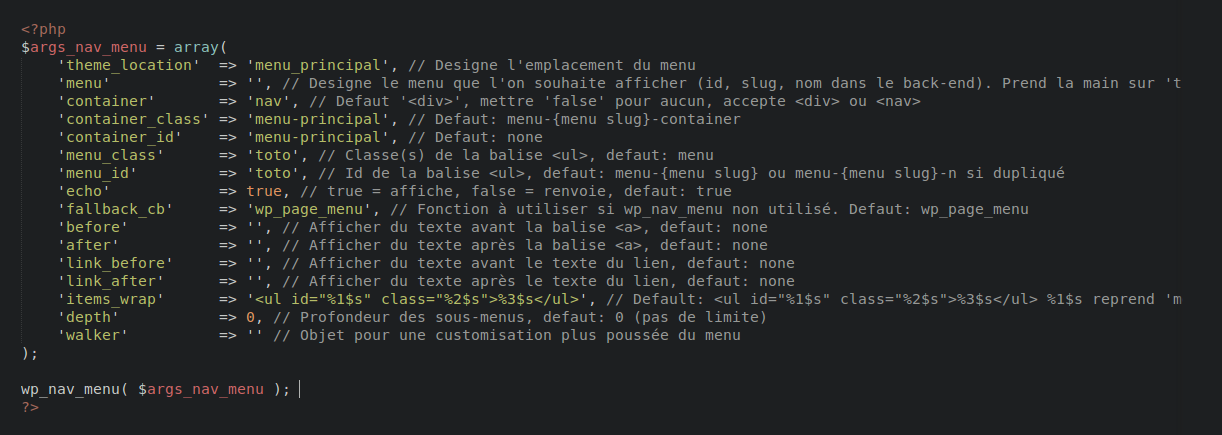 <?php
$args_nav_menu = array(
    'theme_location'  => 'menu_principal', // Designe l'emplacement du menu
    'menu'            => '', // Designe le menu que l'on souhaite afficher (id, slug, nom dans le back-end). Prend la main sur 't
    'container'       => 'nav', // Defaut '<div>', mettre 'false' pour aucun, accepte <div> ou <nav>
    'container_class' => 'menu-principal', // Defaut: menu-{menu slug}-container
    'container_id'    => 'menu-principal', // Defaut: none
    'menu_class'      => 'toto', // Classe(s) de la balise <ul>, defaut: menu
    'menu_id'         => 'toto', // Id de la balise <ul>, defaut: menu-{menu slug} ou menu-{menu slug}-n si dupliqué
    'echo'            => true, // true = affiche, false = renvoie, defaut: true
    'fallback_cb'     => 'wp_page_menu', // Fonction à utiliser si wp_nav_menu non utilisé. Defaut: wp_page_menu
    'before'          => '', // Afficher du texte avant la balise <a>, defaut: none
    'after'           => '', // Afficher du texte après la balise <a>, defaut: none
    'link_before'     => '', // Afficher du texte avant le texte du lien, defaut: none
    'link_after'      => '', // Afficher du texte après le texte du lien, defaut: none
    'items_wrap'      => '<ul id="%1$s" class="%2$s">%3$s</ul>', // Default: <ul id="%1$s" class="%2$s">%3$s</ul> %1$s reprend 'm
    'depth'           => 0, // Profondeur des sous-menus, defaut: 0 (pas de limite)
    'walker'          => '' // Objet pour une customisation plus poussée du menu
);
wp_nav_menu( $args_nav_menu );
?>